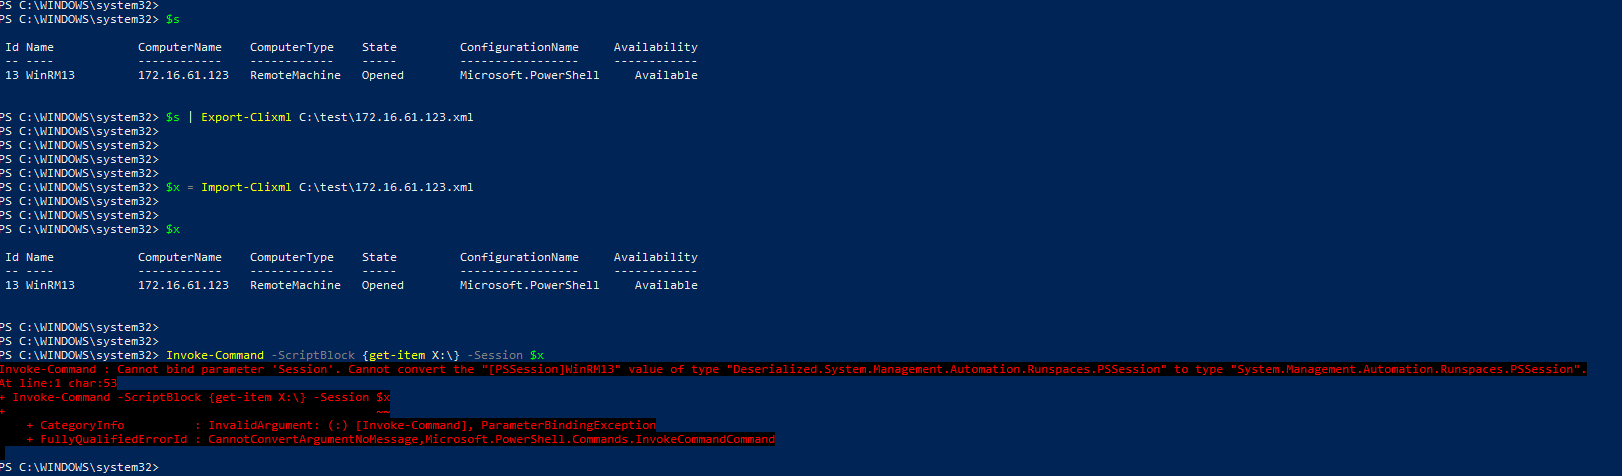 PS C:\WINDOWS\system32>
PS C:\WINDOWS\system32> $s
Id Name ComputerName ComputerType State ConfigurationName Availability
-- ---- ------------ ------------ ----- ----------------- ------------
13 WinRM13 172.16.61.123 RemoteMachine Opened Microsoft.PowerShell Available
PS C:\WINDOWS\system32> $s | Export-Clixml C:\test\172.16.61.123.xml
PS C:\WINDOWS\system32>
PS C:\WINDOWS\system32>
PS C:\WINDOWS\system32>
PS C:\WINDOWS\system32>
PS C:\WINDOWS\system32> $x = Import-Clixml C:\test\172.16.61.123.xml
PS C:\WINDOWS\system32>
PS C:\WINDOWS\system32>
PS C:\WINDOWS\system32> $x
Id Name ComputerName ComputerType State ConfigurationName Availability
-- ---- ------------ ------------ ----- ----------------- ------------
13 WinRM13 172.16.61.123 RemoteMachine Opened Microsoft.PowerShell Available
PS C:\WINDOWS\system32>
PS C:\WINDOWS\system32>
PS C:\WINDOWS\system32> Invoke-Command -ScriptBlock {get-item X:\} -Session $x
Invoke-Command : Cannot bind parameter 'Session'. Cannot convert the "[PSSession]WinRM13" value of type "Deserialized.System.Management.Automation.Runspaces.PSSession" to type "System.Management.Automation.Runspaces.PSSession".
At line:1 char:53
+ Invoke-Command -ScriptBlock {get-item X:\} -Session $x
+ ~~
+ CategoryInfo : InvalidArgument: (:) [Invoke-Command], ParameterBindingException
+ FullyQualifiedErrorId : CannotConvertArgumentNoMessage,Microsoft.PowerShell.Commands.InvokeCommandCommand
PS C:\WINDOWS\system32>